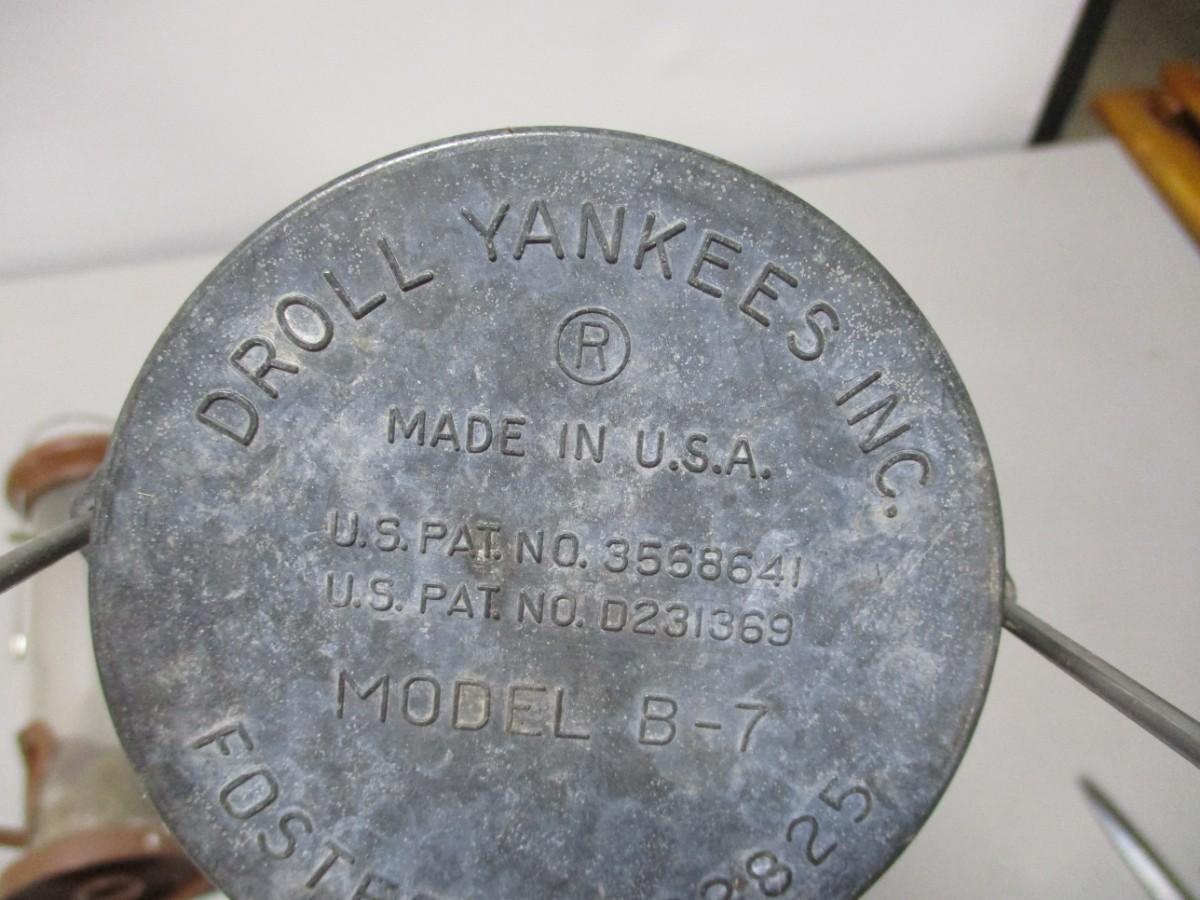 DROLL YANKEES INC.
®
MADE IN U.S.A.
U.S. PAT. NO. 3568641
U.S. PAT. NO. D231369
MODEL B-7